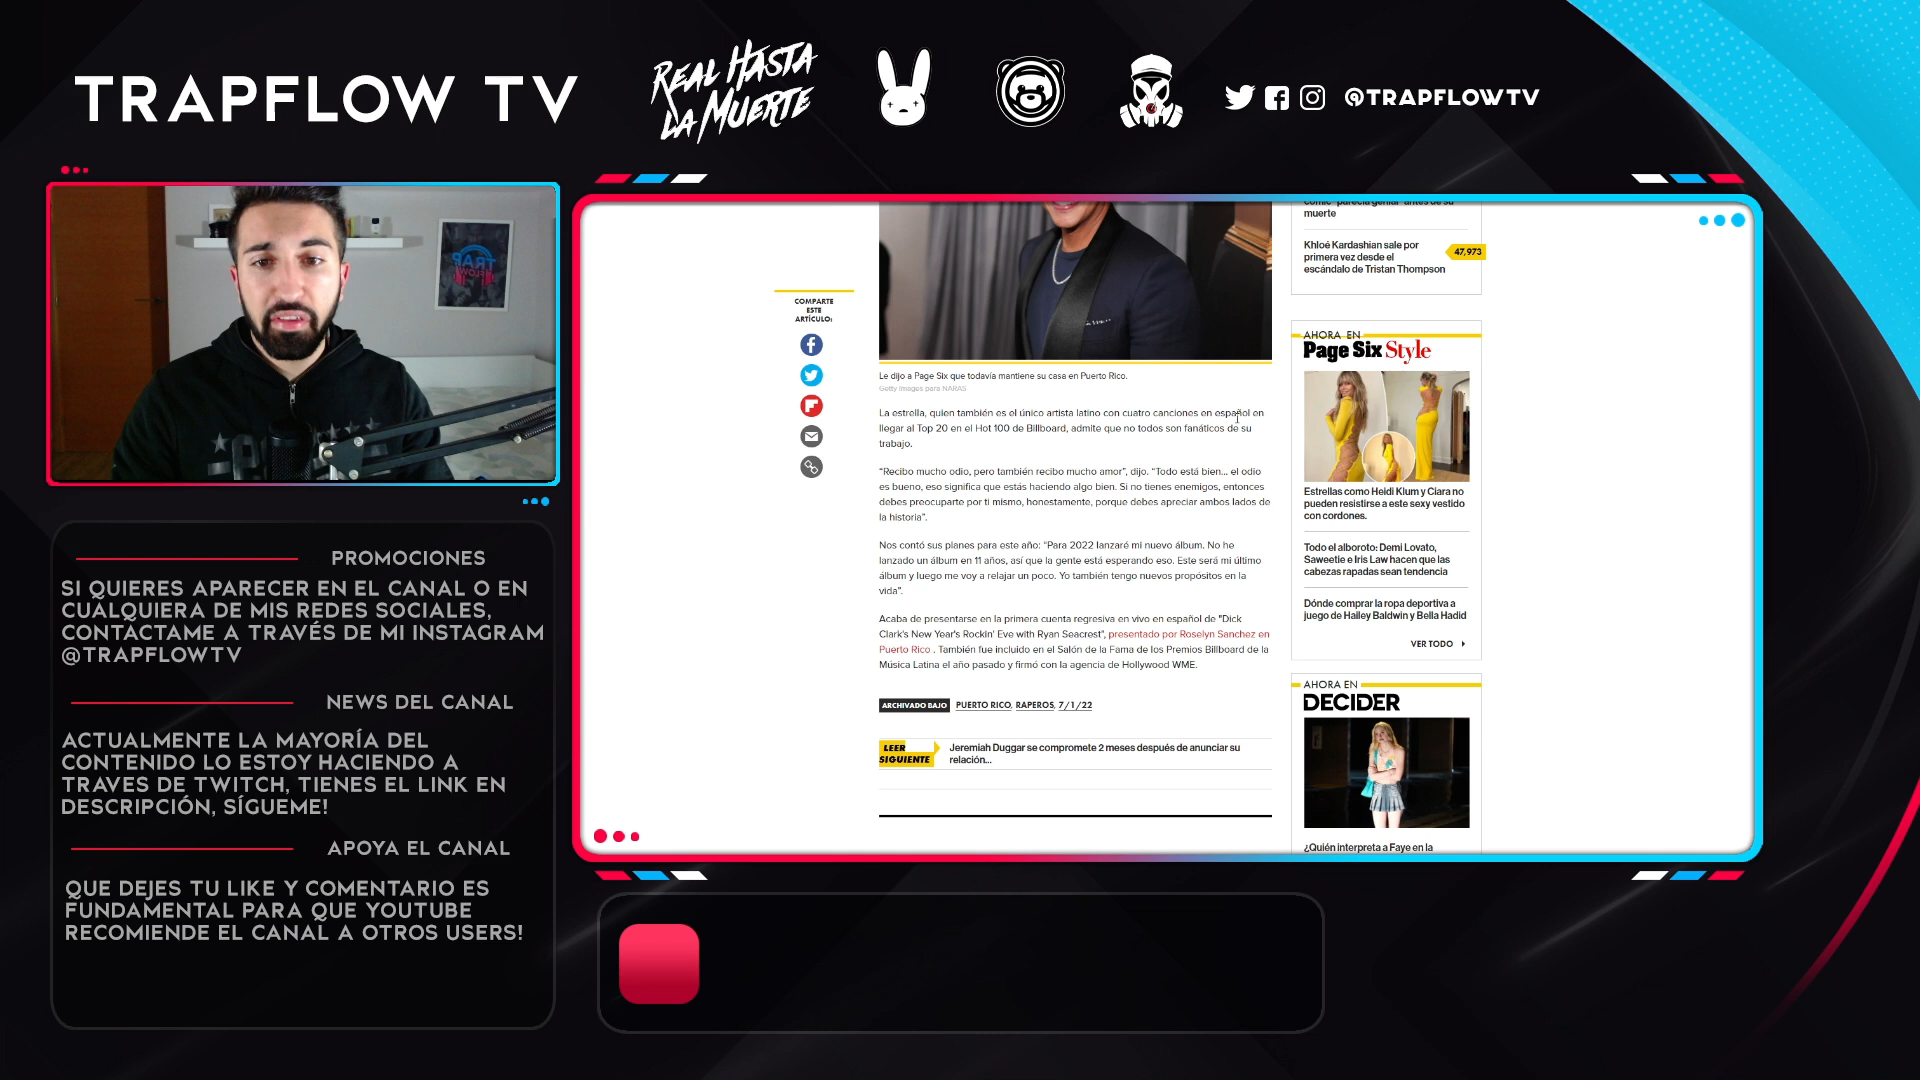 TRAPFLOW TV
REAL HASTA
LA MUERTE
@TRAPFLOWTV
PROMOCIONES
SI QUIERES APARECER EN EL CANAL O EN
CUALQUIERA DE MIS REDES SOCIALES,
CONTACTAME A TRAVÉS DE MI INSTAGRAM
@TRAPFLOWTV
NEWS DEL CANAL
ACTUALMENTE LA MAYORÍA DEL
CONTENIDO LO ESTOY HACIENDO A
TRAVES DE TWITCH, TIENES EL LINK EN
DESCRIPCIÓN, SÍGUEME!
APOYA EL CANAL
QUE DEJES TU LIKE Y COMENTARIO ES
FUNDAMENTAL PARA QUE YOUTUBE
RECOMIENDE EL CANAL A OTROS USERS!
COMPARTE
ESTE
ARTÍCULO:
Le dijo a Page Six que todavía mantiene su casa en Puerto Rico.
Getty Images para NARAS
La estrella, quien también es el único artista latino con cuatro canciones en español en
llegar al Top 20 en el Hot 100 de Billboard, admite que no todos son fanáticos de su
trabajo.
"Recibo mucho odio, pero también recibo mucho amor", dijo. "Todo está bien... el odio
es bueno, eso significa que estás haciendo algo bien. Si no tienes enemigos, entonces
debes preocuparte por ti mismo, honestamente, porque debes apreciar ambos lados de
la historia".
Nos contó sus planes para este año: "Para 2022 lanzaré mi nuevo álbum. No he
lanzado un álbum en 11 años, así que la gente está esperando eso. Este será mi último
álbum y luego me voy a relajar un poco. Yo también tengo nuevos propósitos en la
vida".
Acaba de presentarse en la primera cuenta regresiva en vivo en español de "Dick
Clark's New Year's Rockin' Eve with Ryan Seacrest", presentado por Roselyn Sanchez en
Puerto Rico . También fue incluido en el Salón de la Fama de los Premios Billboard de la
Música Latina el año pasado y firmó con la agencia de Hollywood WME.
ARCHIVADO BAJO PUERTO RICO, RAPEROS, 7/1/22
LEER
SIGUIENTE
Jeremiah Duggar se compromete 2 meses después de anunciar su
relación...
comic "parecía genial" antes de su
muerte
Khloé Kardashian sale por
primera vez desde el
escándalo de Tristan Thompson
47,973
AHORA EN
Page Six Style
Estrellas como Heidi Klum y Ciara no
pueden resistirse a este sexy vestido
con cordones.
Todo el alboroto: Demi Lovato,
Saweetie e Iris Law hacen que las
cabezas rapadas sean tendencia
Dónde comprar la ropa deportiva a
juego de Hailey Baldwin y Bella Hadid
VER TODO
AHORA EN
DECIDER
¿Quién interpreta a Faye en la